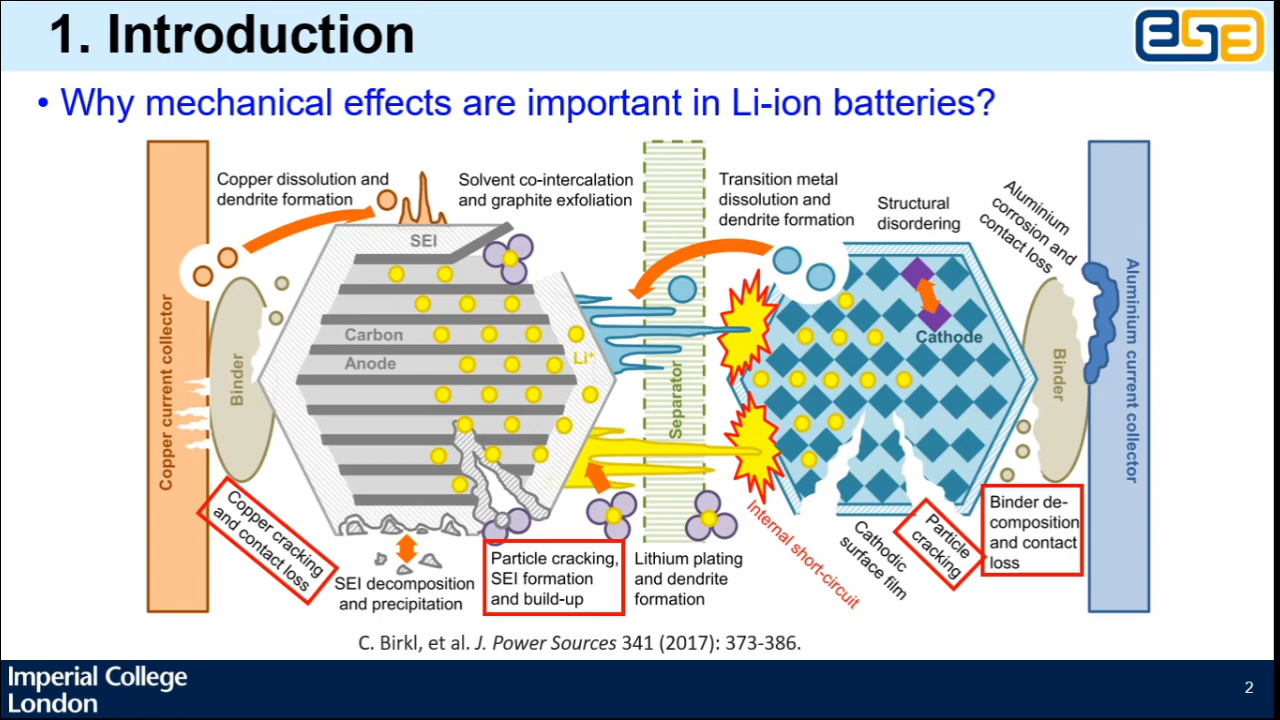 1. Introduction
• Why mechanical effects are important in Li-ion batteries?
Copper dissolution and
dendrite formation
Solvent co-intercalation
and graphite exfoliation
Transition metal
dissolution and
dendrite formation
Structural
disordering
Aluminium
corrosion and
contact loss
SEI
Carbon
Anode
Li+
Cathode
Copper current collector
Binder
Separator
Binder
Aluminium current collector
Copper cracking
and contact loss
SEI decomposition
and precipitation
Particle cracking,
SEI formation
and build-up
Lithium plating
and dendrite
formation
Internal short-circuit
Cathodic
surface film
Particle
cracking
Binder de-
composition
and contact
loss
C. Birkl, et al. J. Power Sources 341 (2017): 373-386.
Imperial College
London
2